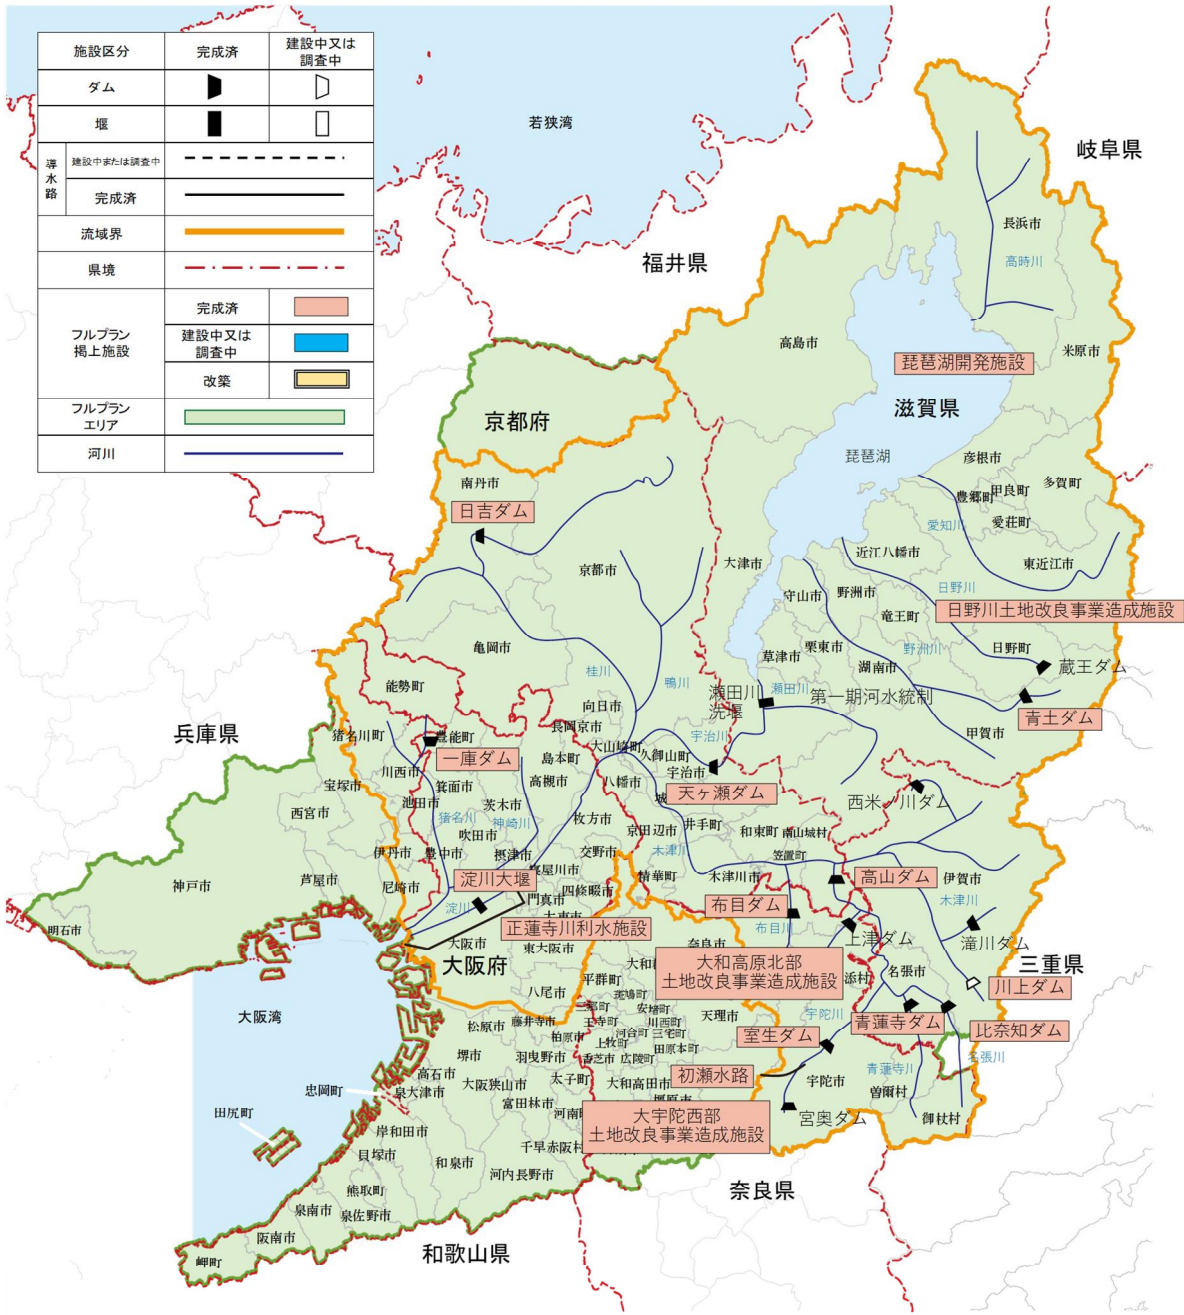 施設区分
完成済
建設中又は
調査中
ダム
堰
導水路
建設中または調査中
完成済
流域界
県境
フルプラン
掲上施設
完成済
建設中又は
調査中
改築
フルプラン
エリア
河川
若狭湾
岐阜県
福井県
長浜市
高時川
高島市
米原市
琵琶湖開発施設
滋賀県
京都府
琵琶湖
彦根市
多賀町
甲良町
豊郷町
愛荘町
愛知川
南丹市
日吉ダム
京都市
大津市
近江八幡市
東近江市
守山市
野洲市
日野川
日野川土地改良事業造成施設
竜王町
亀岡市
栗東市
草津市
湖南市
野洲川
日野町
蔵王ダム
桂川
鴨川
能勢町
瀬田川
洗堰
瀬田川
第一期河水統制
青土ダム
向日市
長岡京市
甲賀市
兵庫県
猪名川町
豊能町
一庫ダム
島本町
大山崎町
久御山町
宇治川
宇治市
天ヶ瀬ダム
川西市
宝塚市
箕面市
高槻市
八幡市
城
西米ノ川ダム
池田市
茨木市
西宮市
猪名川
神崎川
枚方市
京田辺市
井手町
和束町
南山城村
吹田市
木津川
伊丹市
豊中市
摂津市
交野市
笠置町
淀川大堰
寝屋川市
精華町
木津川市
高山ダム
伊賀市
神戸市
芦屋市
尼崎市
門真市
四條畷市
布目ダム
木津川
淀川
大東市
正蓮寺川利水施設
布目川
明石市
上津ダム
滝川ダム
大阪市
東大阪市
奈良市
大阪府
大和高原北部
土地改良事業造成施設
三重県
平群町
名張市
添村
川上ダム
八尾市
斑鳩町
大阪湾
三郷町
安堵町
天理市
宇陀川
青蓮寺ダム
比奈知ダム
松原市
藤井寺市
王寺町
川西町
柏原市
河合町
三宅町
室生ダム
堺市
羽曳野市
上牧町
田原本町
香芝市
広陵町
青蓮寺川
名張川
高石市
忠岡町
泉大津市
大阪狭山市
太子町
大和高田市
初瀬水路
宇陀市
曽爾村
田尻町
富田林市
橿原市
河南町
大宇陀西部
土地改良事業造成施設
宮奥ダム
御杖村
岸和田市
千早赤阪村
貝塚市
和泉市
河内長野市
熊取町
奈良県
泉南市
泉佐野市
阪南市
和歌山県
岬町